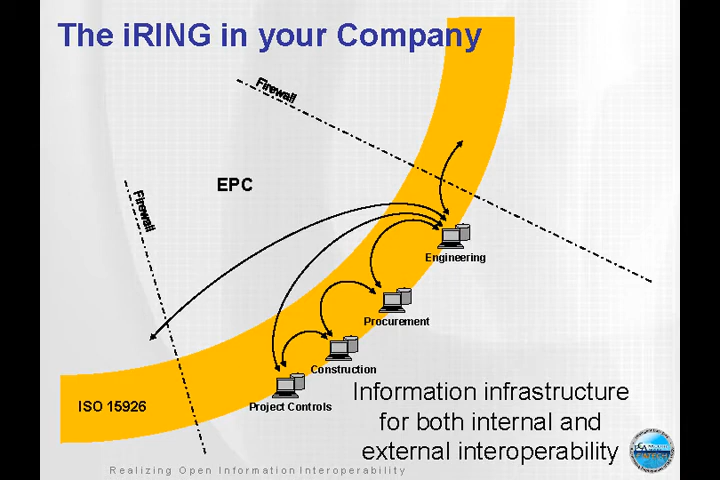 The iRING in your Company
Firewall
EPC
Firewall
Engineering
Procurement
Construction
Project Controls
ISO 15926
Information infrastructure
for both internal and
external interoperability
Realizing Open Information Interoperability